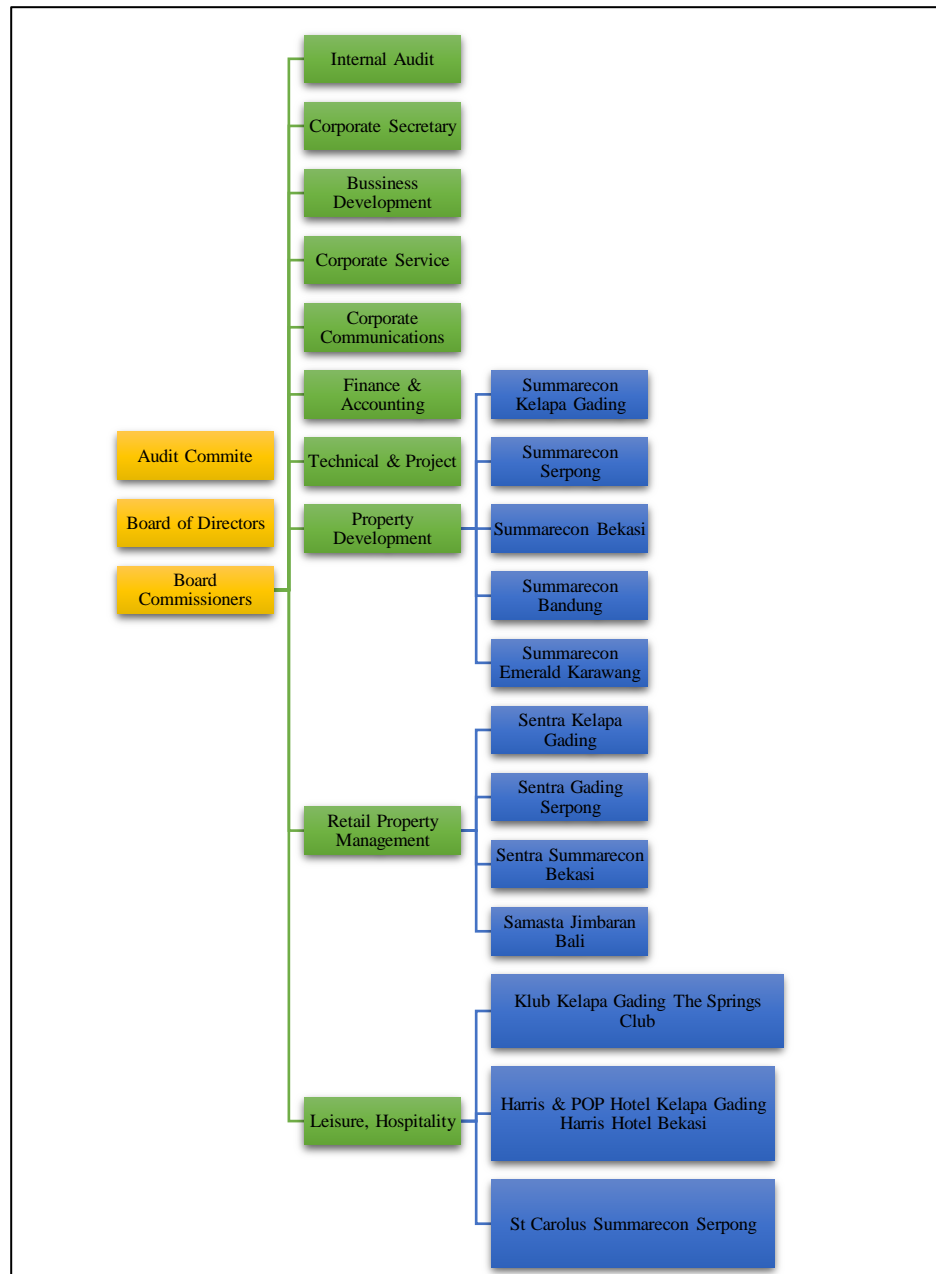 Internal Audit
Corporate Secretary
Bussiness
Development
Corporate Service
Corporate
Communications
Finance &
Accounting
Technical & Project
Property
Development
Retail Property
Management
Leisure, Hospitality
Audit Commite
Board of Directors
Board
Commissioners
Summarecon
Kelapa Gading
Summarecon
Serpong
Summarecon Bekasi
Summarecon
Bandung
Summarecon
Emerald Karawang
Sentra Kelapa
Gading
Sentra Gading
Serpong
Sentra Summarecon
Bekasi
Samasta Jimbaran
Bali
Klub Kelapa Gading The Springs
Club
Harris & POP Hotel Kelapa Gading
Harris Hotel Bekasi
St Carolus Summarecon Serpong